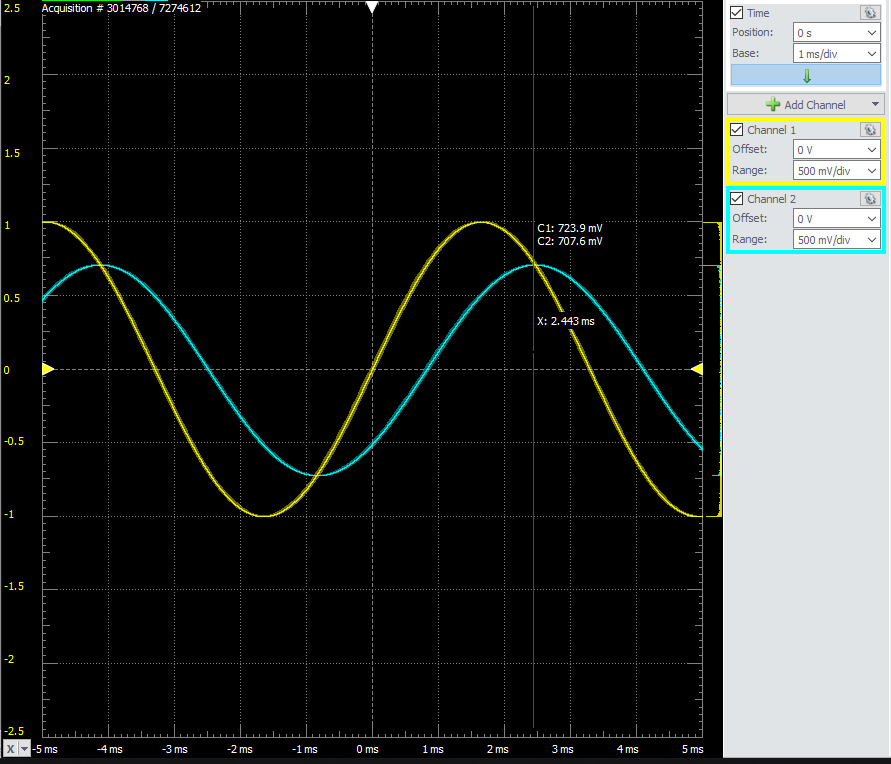 Acquisition # 3014768 / 7274612
2.5
2
1.5
1
0.5
0
-0.5
-1
-1.5
-2
-2.5
C1: 723.9 mV
C2: 707.6 mV
X: 2.443 ms
X
-5 ms
-4 ms
-3 ms
-2 ms
-1 ms
0 ms
1 ms
2 ms
3 ms
4 ms
5 ms
Time
Position: 0 s
Base: 1 ms/div
Add Channel
Channel 1
Offset: 0 V
Range: 500 mV/div
Channel 2
Offset: 0 V
Range: 500 mV/div